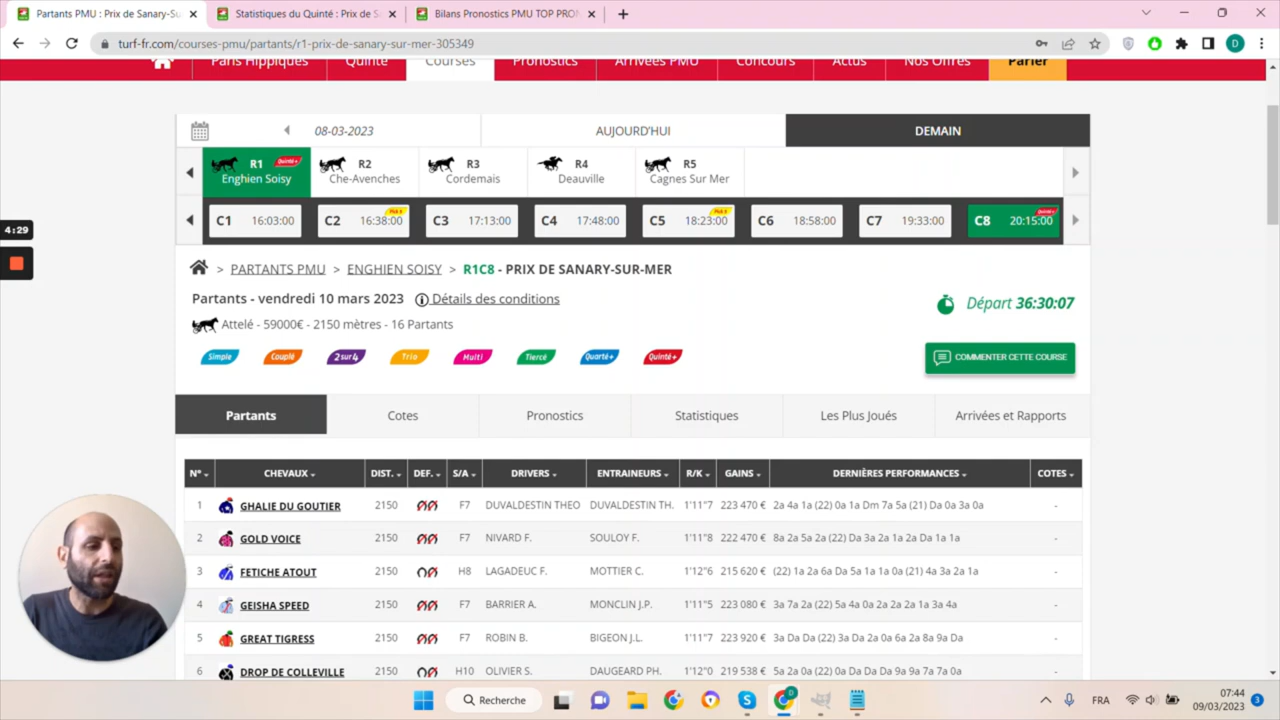 Partants PMU : Prix de Sanary-Su
Statistiques du Quinté : Prix de S
Bilans Pronostics PMU TOP PRON
turf-fr.com/courses-pmu/partants/r1-prix-de-sanary-sur-mer-305349
D
Paris Hippiques Quinté Courses Pronostics Arrivées PMU Concours Actus Nos Offres Parier
08-03-2023 AUJOURD'HUI DEMAIN
R1 Quinté+ R2 R3 R4 R5
Enghien Soisy Che-Avenches Cordemais Deauville Cagnes Sur Mer
C1 16:03:00 C2 16:38:00 C3 17:13:00 C4 17:48:00 C5 18:23:00 C6 18:58:00 C7 19:33:00 C8 20:15:00
4:29
> PARTANTS PMU > ENGHIEN SOISY > R1C8 - PRIX DE SANARY-SUR-MER
Partants - vendredi 10 mars 2023 Détails des conditions
Départ 36:30:07
Attelé - 59000€ - 2150 mètres - 16 Partants
Simple Couplé 2sur4 Trio Multi Tiercé Quarté+ Quinté+
COMMENTER CETTE COURSE
Partants Cotes Pronostics Statistiques Les Plus Joués Arrivées et Rapports
N° CHEVAUX DIST. DEF. S/A DRIVERS ENTRAINEURS R/K GAINS DERNIÈRES PERFORMANCES COTES
1 GHALIE DU GOUTIER 2150 F7 DUVALDESTIN THEO DUVALDESTIN TH. 1'11"7 223 470 € 2a 4a 1a (22) 0a 1a Dm 7a 5a (21) Da 0a 3a 0a -
2 GOLD VOICE 2150 F7 NIVARD F. SOULOY F. 1'11"8 222 470 € 8a 2a 5a 2a (22) Da 3a 2a 1a 2a Da 1a 1a -
3 FETICHE ATOUT 2150 H8 LAGADEUC F. MOTTIER C. 1'12"6 215 620 € (22) 1a 2a 6a Da 5a 1a 1a 0a (21) 4a 3a 2a 1a -
4 GEISHA SPEED 2150 F7 BARRIER A. MONCLIN J.P. 1'11"5 223 080 € 3a 7a 2a (22) 5a 4a 0a 2a 2a 2a 1a 3a 4a -
5 GREAT TIGRESS 2150 F7 ROBIN B. BIGEON J.L. 1'11"7 223 920 € 3a Da Da (22) 3a Da 2a 0a 6a 2a 8a 9a Da -
6 DROP DE COLLEVILLE 2150 H10 OLIVIER S. DAUGEARD PH. 1'12"0 219 538 € 5a 2a 0a (22) 0a Da Da Da 9a 9a 7a 7a 0a -
Recherche
FRA
07:44
09/03/2023
3